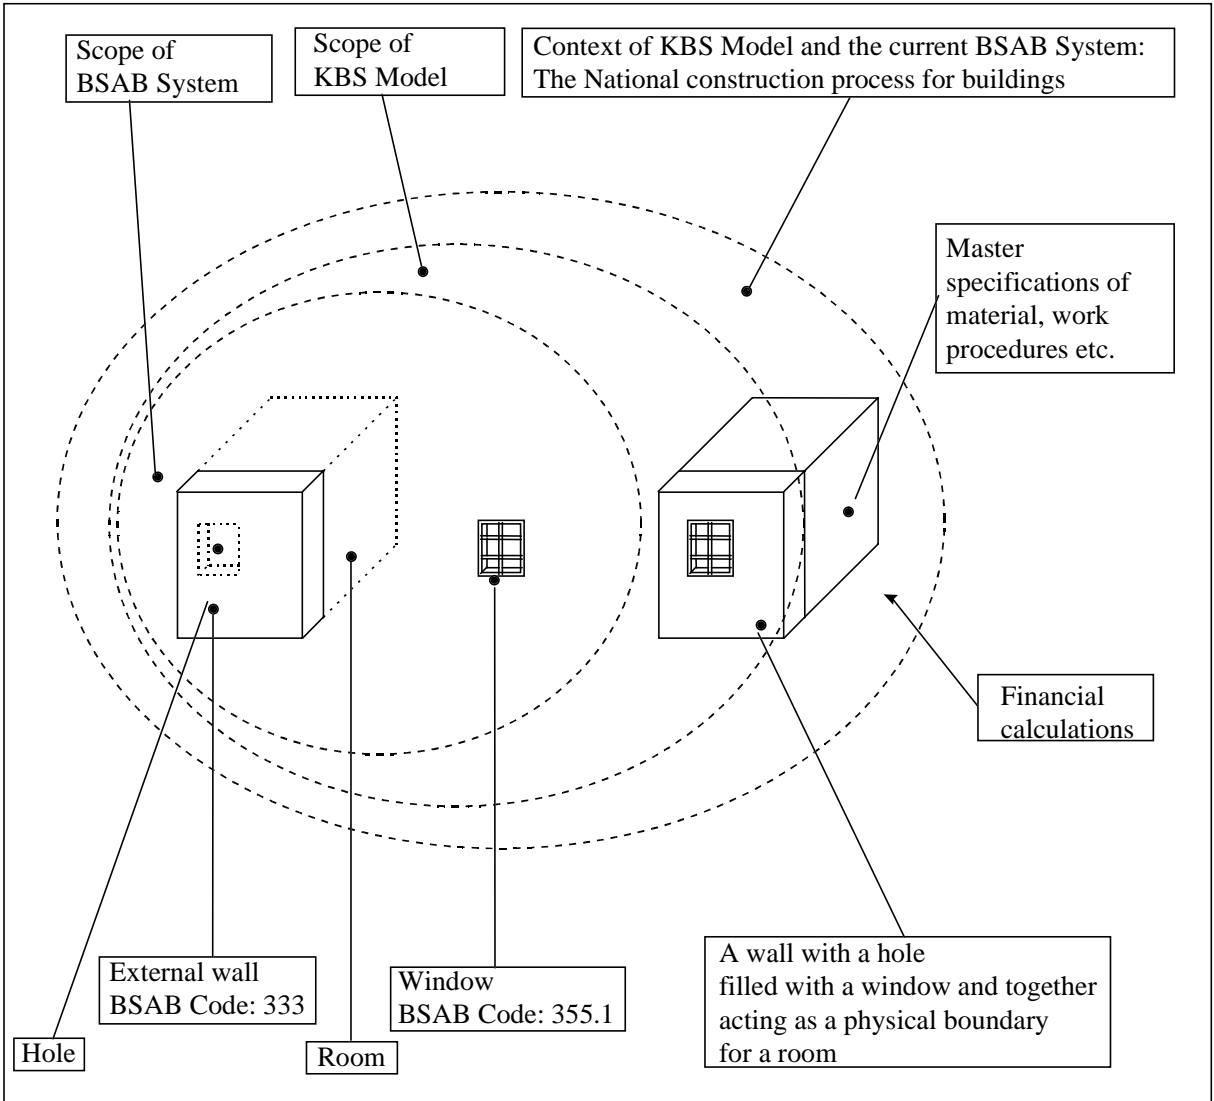 Scope of
BSAB System
Scope of
KBS Model
Context of KBS Model and the current BSAB System:
The National construction process for buildings
Master
specifications of
material, work
procedures etc.
Financial
calculations
External wall
BSAB Code: 333
Window
BSAB Code: 355.1
A wall with a hole
filled with a window and together
acting as a physical boundary
for a room
Hole
Room